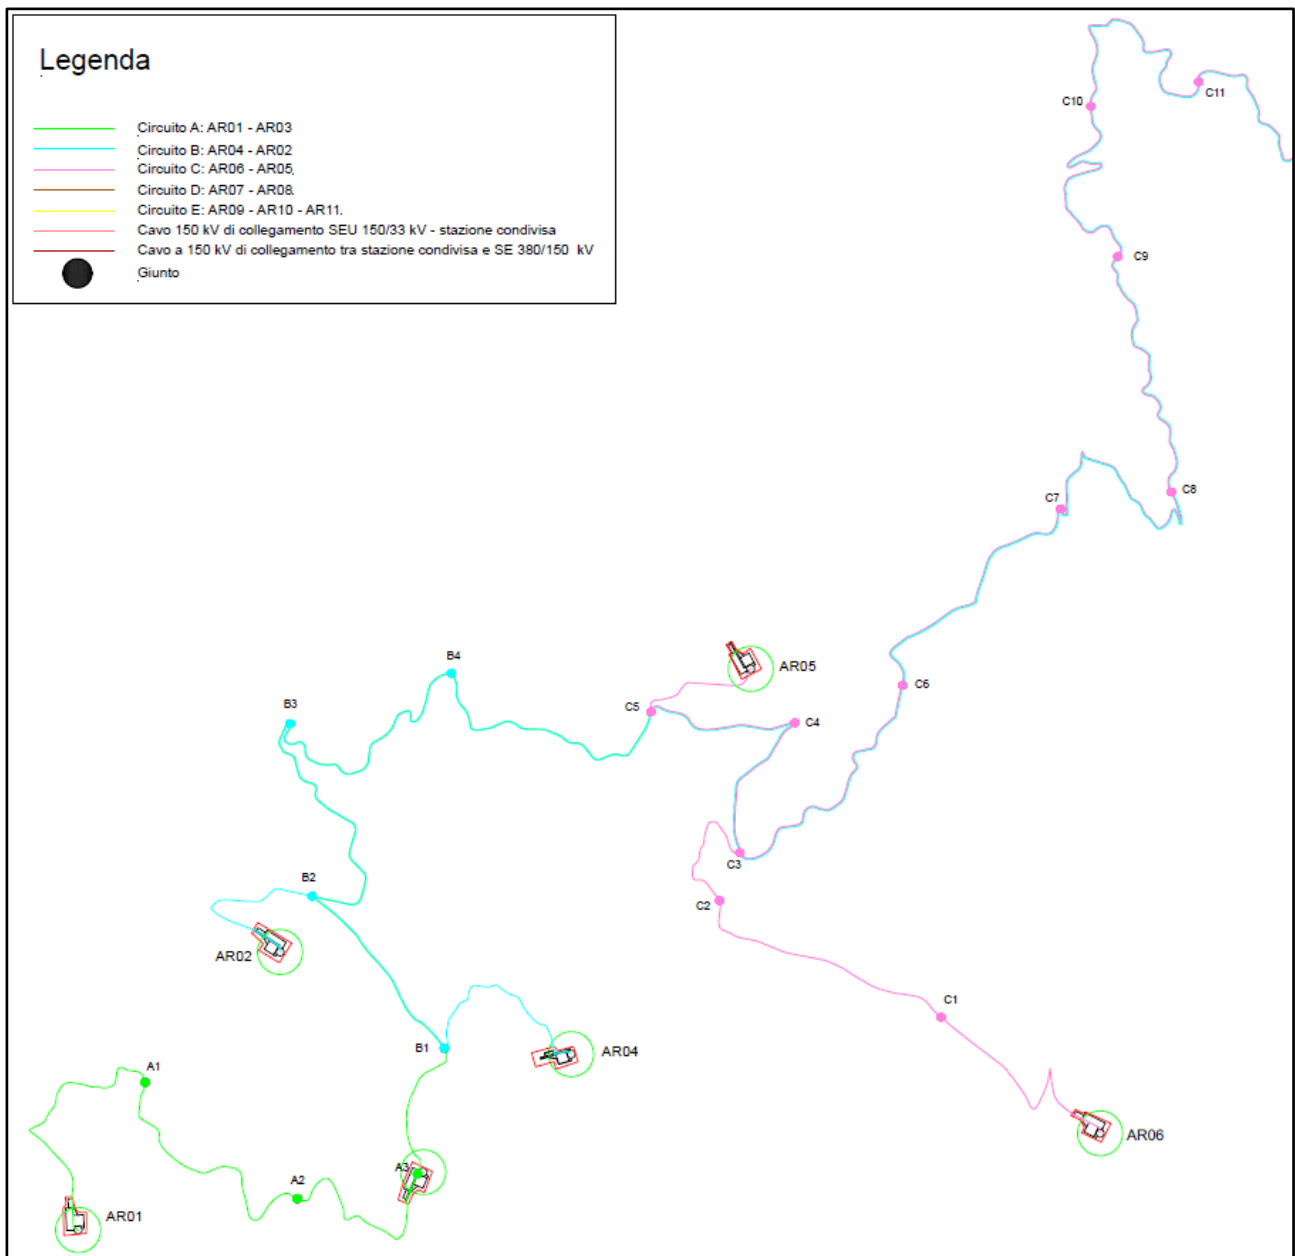 Legenda
Circuito A: AR01 - AR03
Circuito B: AR04 - AR02
Circuito C: AR06 - AR05.
Circuito D: AR07 - AR08.
Circuito E: AR09 - AR10 - AR11.
Cavo 150 kV di collegamento SEU 150/33 kV - stazione condivisa
Cavo a 150 kV di collegamento tra stazione condivisa e SE 380/150 kV
Giunto
C11
C10
C9
C8
C7
B4
AR05
C6
B3
C5
C4
C3
B2
C2
AR02
C1
B1
AR04
A1
AR06
A3
A2
AR01